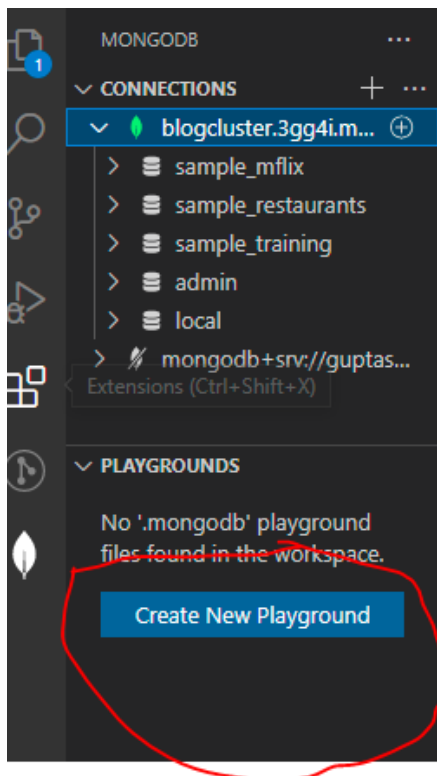 MONGODB
1
CONNECTIONS
blogcluster.3gg4i.m...
sample_mflix
sample_restaurants
sample_training
admin
local
mongodb+srv://guptas...
Extensions (Ctrl+Shift+X)
PLAYGROUNDS
No '.mongodb' playground
files found in the workspace.
Create New Playground